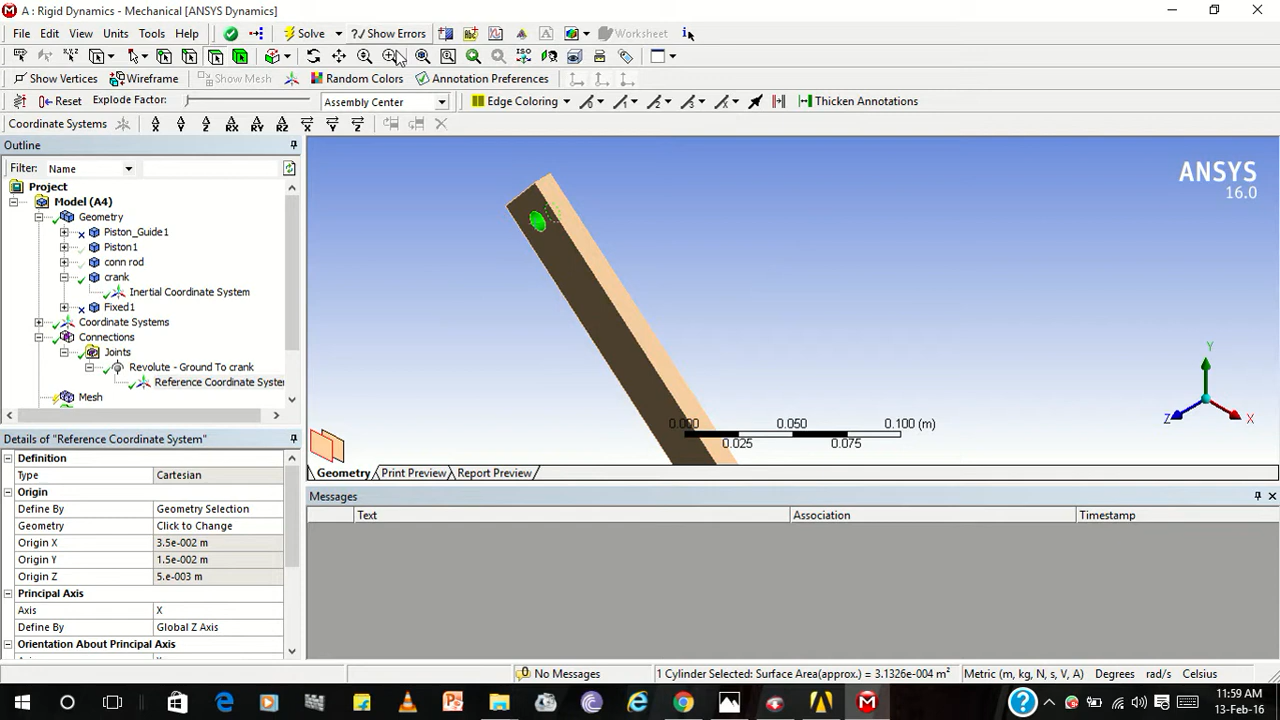 A : Rigid Dynamics - Mechanical [ANSYS Dynamics]
File Edit View Units Tools Help Solve ?/ Show Errors Worksheet
Show Vertices Wireframe Show Mesh Random Colors Annotation Preferences
Reset Explode Factor: Assembly Center Edge Coloring Thicken Annotations
Coordinate Systems X Y Z RX RY RZ X Y Z
Outline
Filter: Name
Project
Model (A4)
Geometry
Piston_Guide1
Piston1
conn rod
crank
Inertial Coordinate System
Fixed1
Coordinate Systems
Connections
Joints
Revolute - Ground To crank
Reference Coordinate Syste
Mesh
ANSYS
16.0
Y
Z
X
0.000 0.050 0.100 (m)
0.025 0.075
Geometry Print Preview Report Preview
Details of "Reference Coordinate System"
Definition
Type Cartesian
Origin
Define By Geometry Selection
Geometry Click to Change
Origin X 3.5e-002 m
Origin Y 1.5e-002 m
Origin Z 5.e-003 m
Principal Axis
Axis X
Define By Global Z Axis
Orientation About Principal Axis
Messages
Text Association Timestamp
No Messages 1 Cylinder Selected: Surface Area(approx.) = 3.1326e-004 m² Metric (m, kg, N, s, V, A) Degrees rad/s Celsius
11:59 AM
13-Feb-16